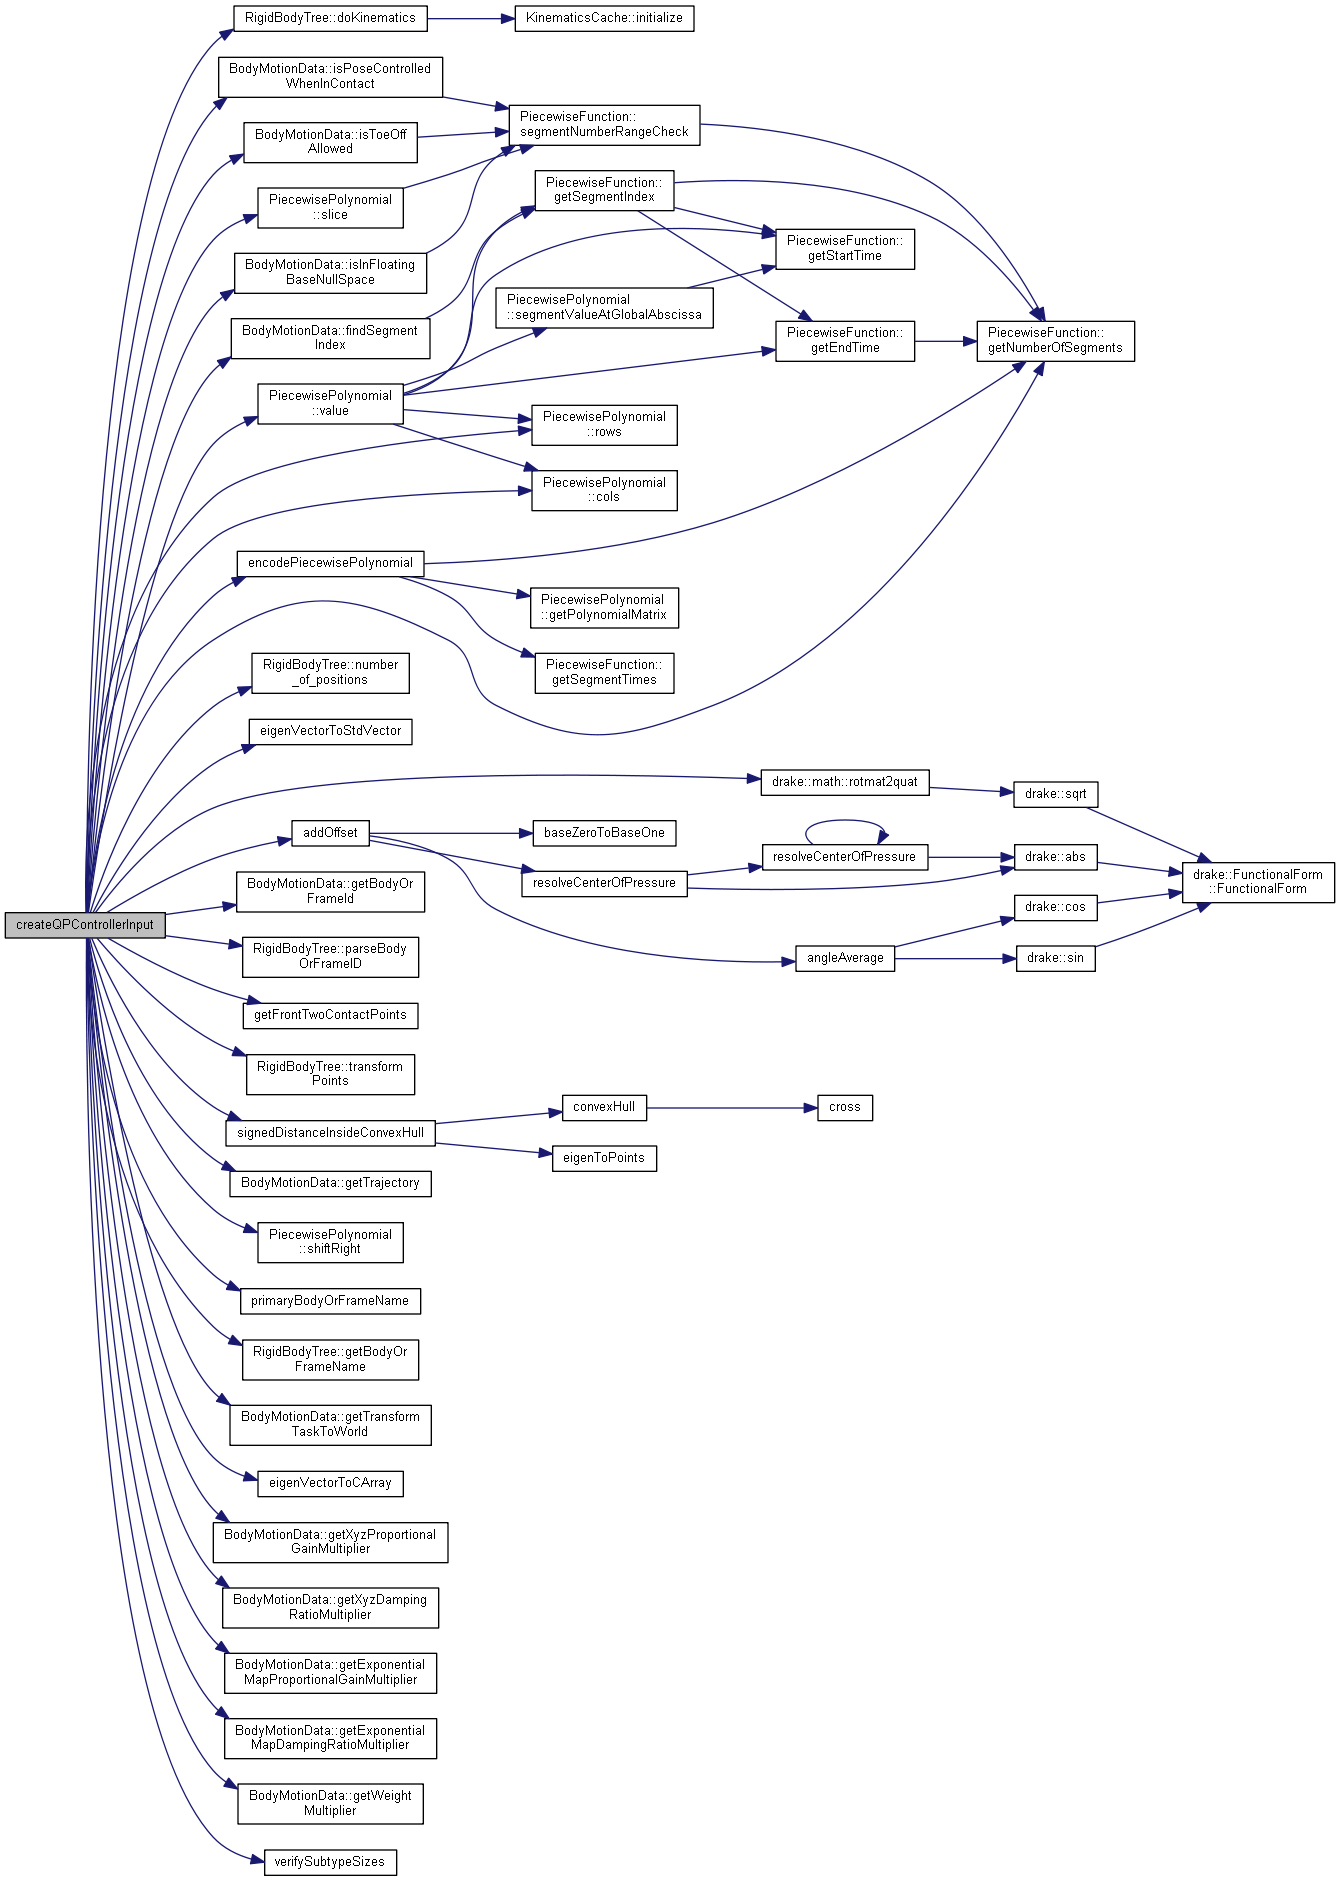 RigidBodyTree::doKinematics
KinematicsCache::initialize
BodyMotionData::isPoseControlled
WhenInContact
PiecewiseFunction::
segmentNumberRangeCheck
BodyMotionData::isToeOff
Allowed
PiecewisePolynomial
::slice
PiecewiseFunction::
getSegmentIndex
BodyMotionData::isInFloating
BaseNullSpace
PiecewiseFunction::
getStartTime
PiecewisePolynomial
::segmentValueAtGlobalAbscissa
BodyMotionData::findSegment
Index
PiecewiseFunction::
getEndTime
PiecewiseFunction::
getNumberOfSegments
PiecewisePolynomial
::value
PiecewisePolynomial
::rows
PiecewisePolynomial
::cols
encodePiecewisePolynomial
PiecewisePolynomial
::getPolynomialMatrix
RigidBodyTree::number
_of_positions
PiecewiseFunction::
getSegmentTimes
eigenVectorToStdVector
drake::math::rotmat2quat
drake::sqrt
addOffset
baseZeroToBaseOne
resolveCenterOfPressure
drake::abs
resolveCenterOfPressure
drake::FunctionalForm
::FunctionalForm
BodyMotionData::getBodyOr
FrameId
drake::cos
createQPControllerInput
RigidBodyTree::parseBody
OrFrameID
angleAverage
drake::sin
getFrontTwoContactPoints
RigidBodyTree::transform
Points
convexHull
cross
signedDistanceInsideConvexHull
eigenToPoints
BodyMotionData::getTrajectory
PiecewisePolynomial
::shiftRight
primaryBodyOrFrameName
RigidBodyTree::getBodyOr
FrameName
BodyMotionData::getTransform
TaskToWorld
eigenVectorToCArray
BodyMotionData::getXyzProportional
GainMultiplier
BodyMotionData::getXyzDamping
RatioMultiplier
BodyMotionData::getExponential
MapProportionalGainMultiplier
BodyMotionData::getExponential
MapDampingRatioMultiplier
BodyMotionData::getWeight
Multiplier
verifySubtypeSizes